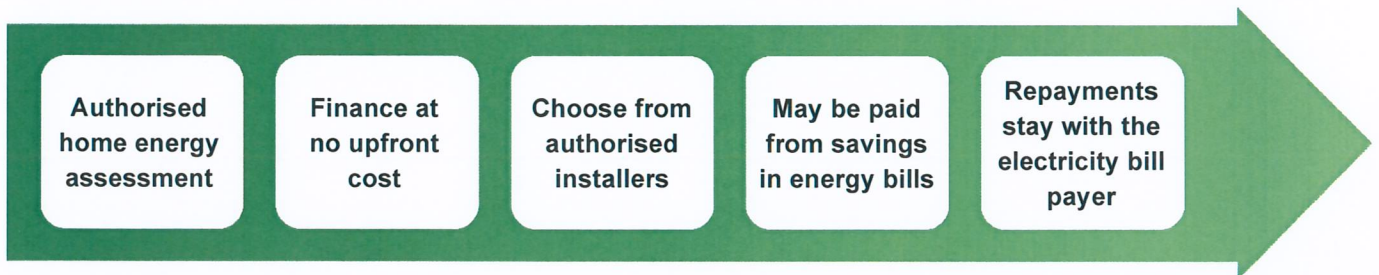 Authorised
home energy
assessment
Finance at
no upfront
cost
Choose from
authorised
installers
May be paid
from savings
in energy bills
Repayments
stay with the
electricity bill
payer